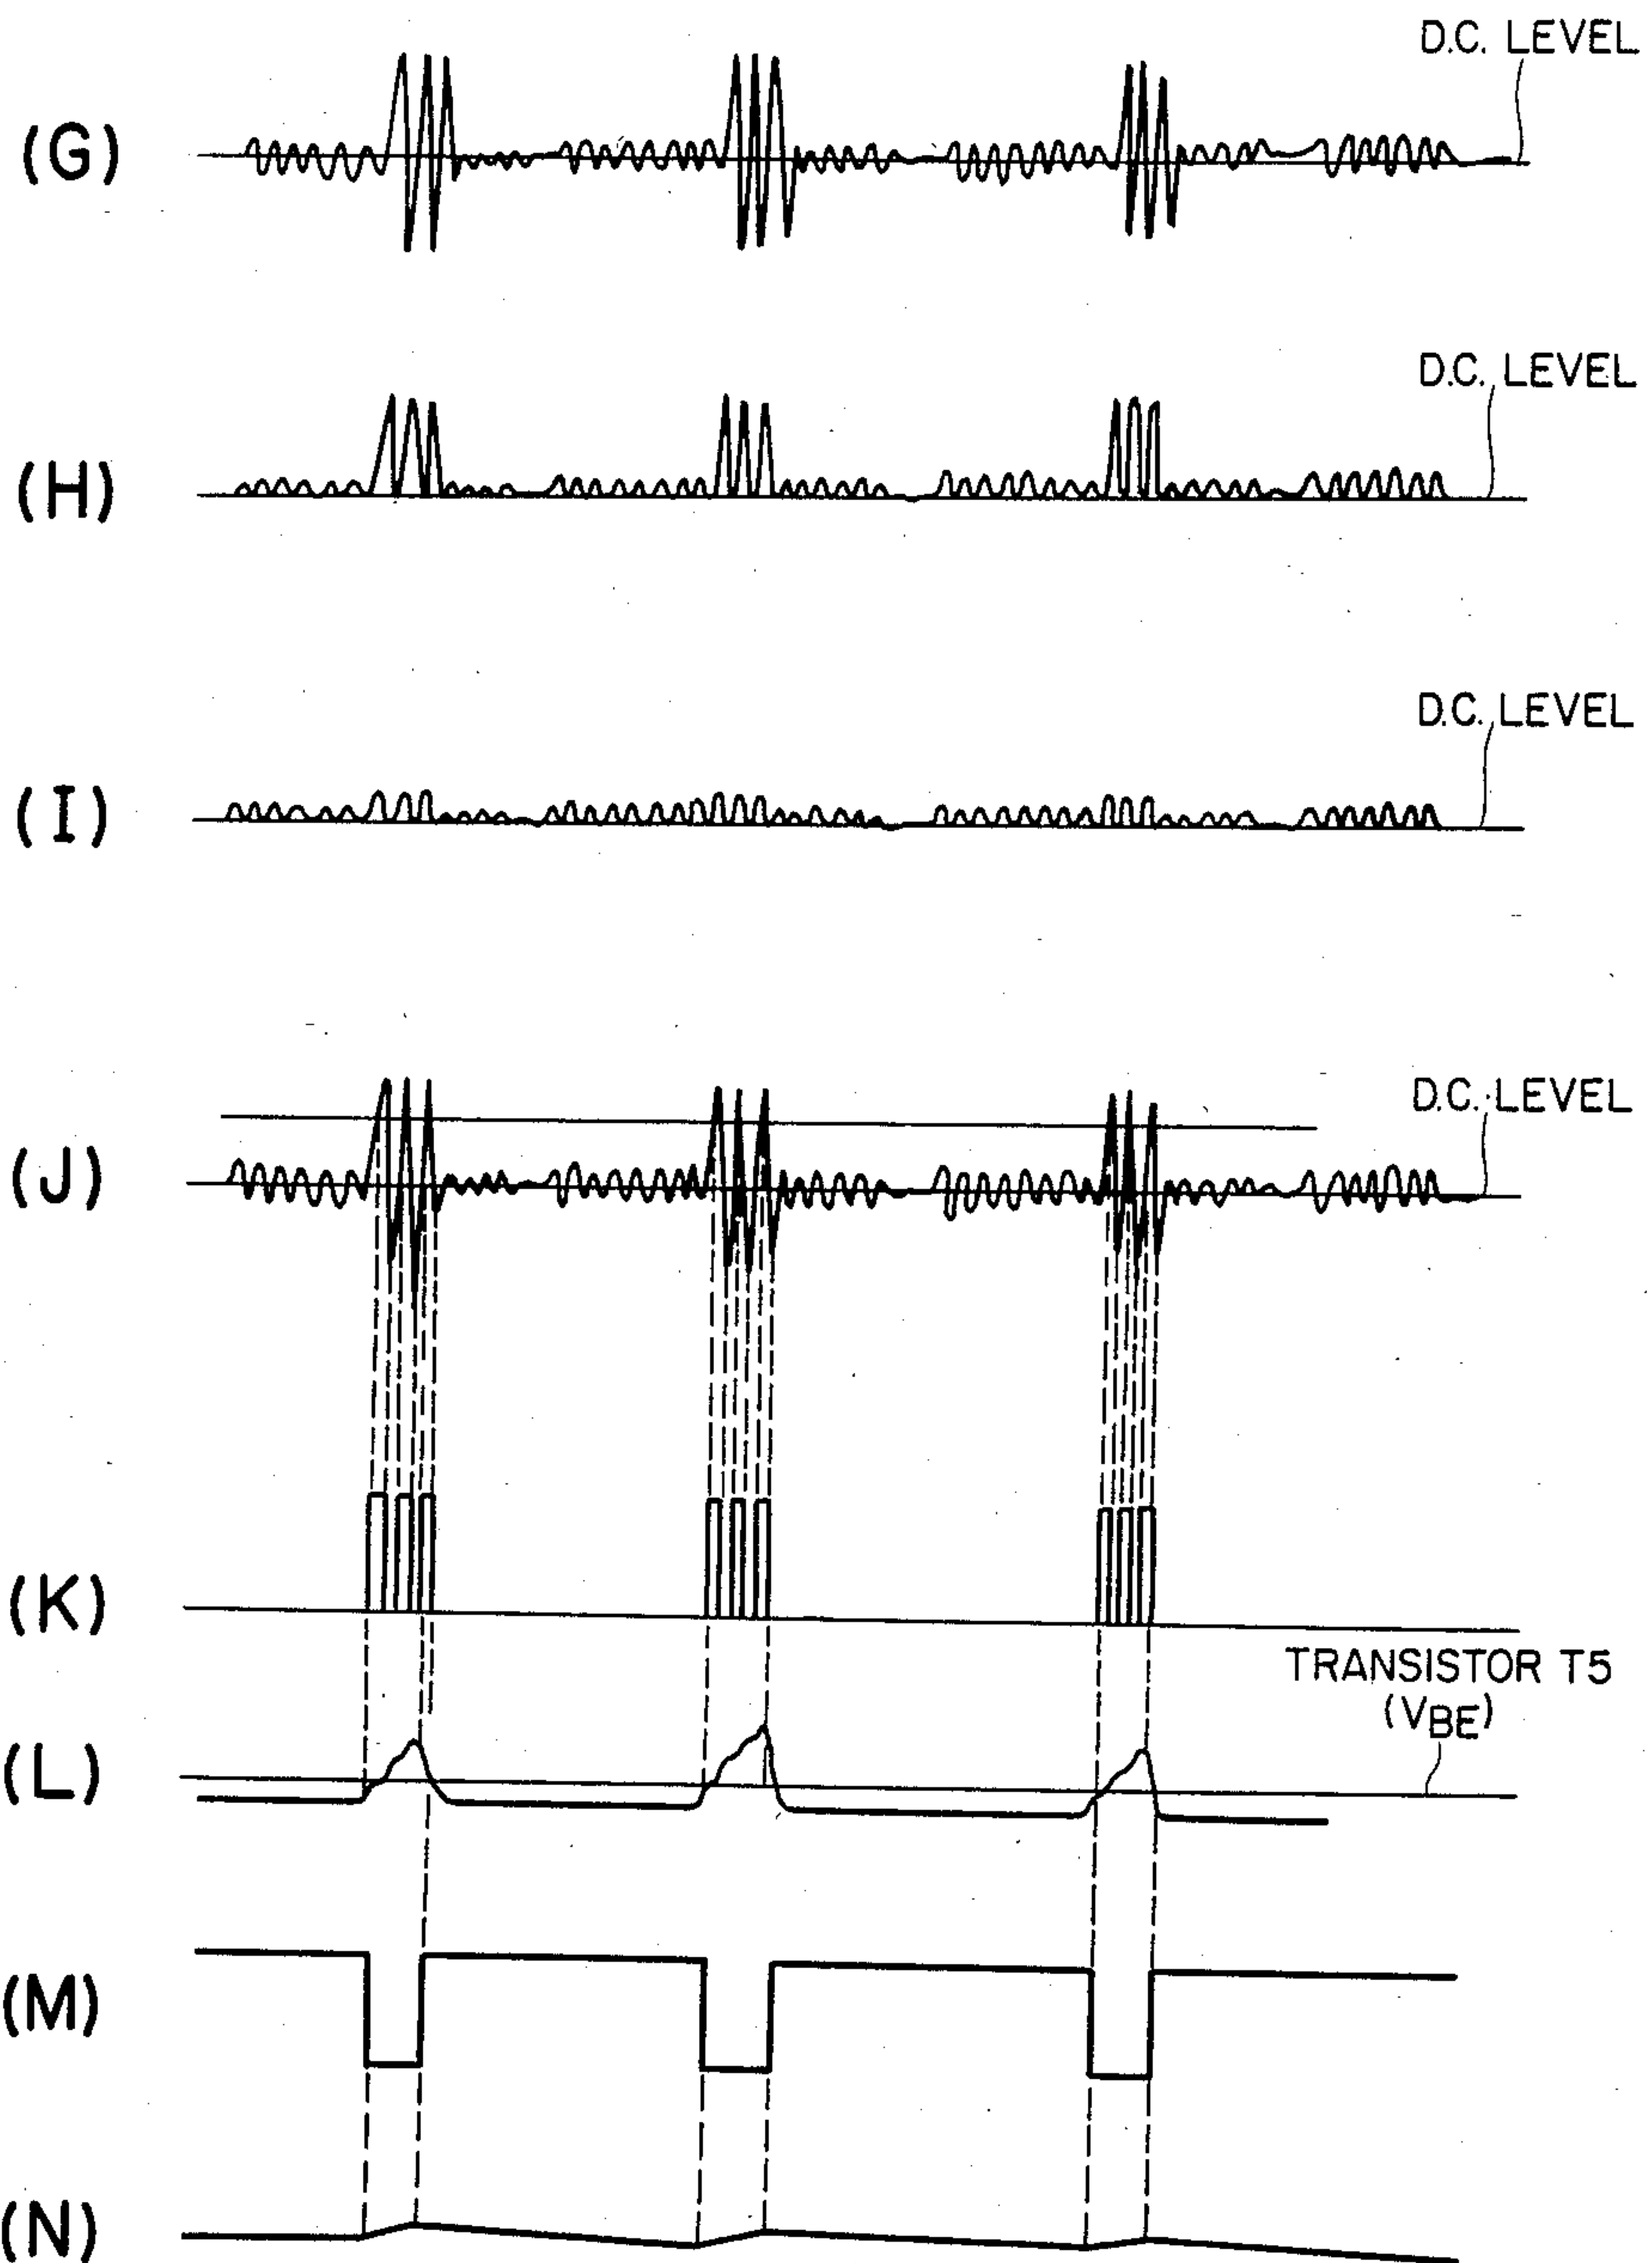 D.C. LEVEL
(G)
D.C. LEVEL
(H)
D.C. LEVEL
(I)
D.C. LEVEL
(J)
(K)
TRANSISTOR T5
(VBE)
(L)
(M)
(N)